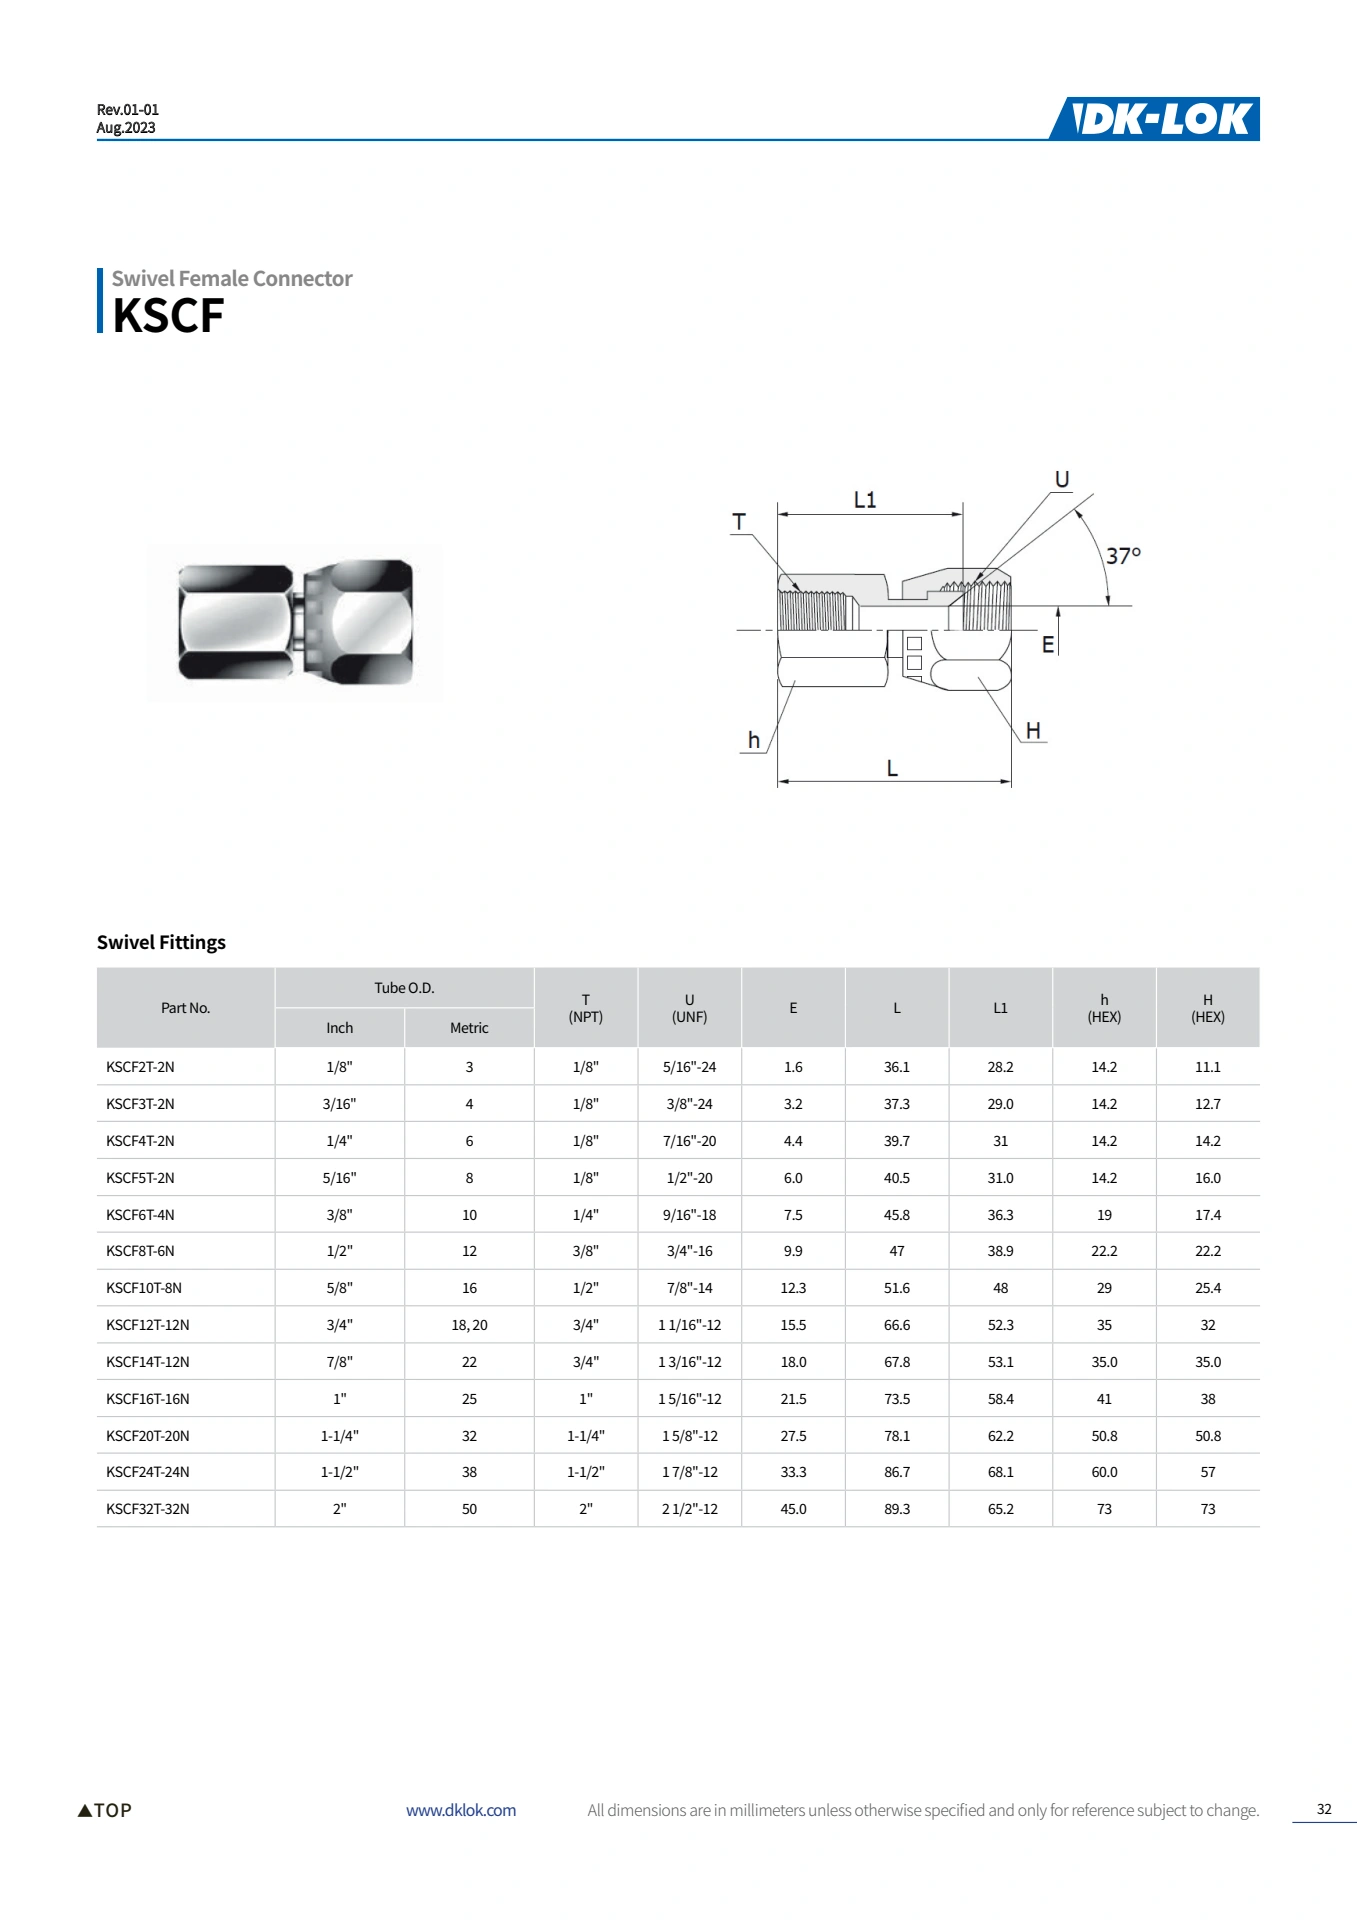 Rev.01-01
Aug.2023
DK-LOK
Swivel Female Connector
KSCF
U
L1
T
37°
E
h
H
L
Swivel Fittings
Part No. Tube O.D. T (NPT) U (UNF) E L L1 h (HEX) H (HEX)
Inch Metric
KSCF2T-2N 1/8" 3 1/8" 5/16"-24 1.6 36.1 28.2 14.2 11.1
KSCF3T-2N 3/16" 4 1/8" 3/8"-24 3.2 37.3 29.0 14.2 12.7
KSCF4T-2N 1/4" 6 1/8" 7/16"-20 4.4 39.7 31 14.2 14.2
KSCF5T-2N 5/16" 8 1/8" 1/2"-20 6.0 40.5 31.0 14.2 16.0
KSCF6T-4N 3/8" 10 1/4" 9/16"-18 7.5 45.8 36.3 19 17.4
KSCF8T-6N 1/2" 12 3/8" 3/4"-16 9.9 47 38.9 22.2 22.2
KSCF10T-8N 5/8" 16 1/2" 7/8"-14 12.3 51.6 48 29 25.4
KSCF12T-12N 3/4" 18, 20 3/4" 1 1/16"-12 15.5 66.6 52.3 35 32
KSCF14T-12N 7/8" 22 3/4" 1 3/16"-12 18.0 67.8 53.1 35.0 35.0
KSCF16T-16N 1" 25 1" 1 5/16"-12 21.5 73.5 58.4 41 38
KSCF20T-20N 1-1/4" 32 1-1/4" 1 5/8"-12 27.5 78.1 62.2 50.8 50.8
KSCF24T-24N 1-1/2" 38 1-1/2" 1 7/8"-12 33.3 86.7 68.1 60.0 57
KSCF32T-32N 2" 50 2" 2 1/2"-12 45.0 89.3 65.2 73 73
▲TOP www.dklok.com All dimensions are in millimeters unless otherwise specified and only for reference subject to change. 32